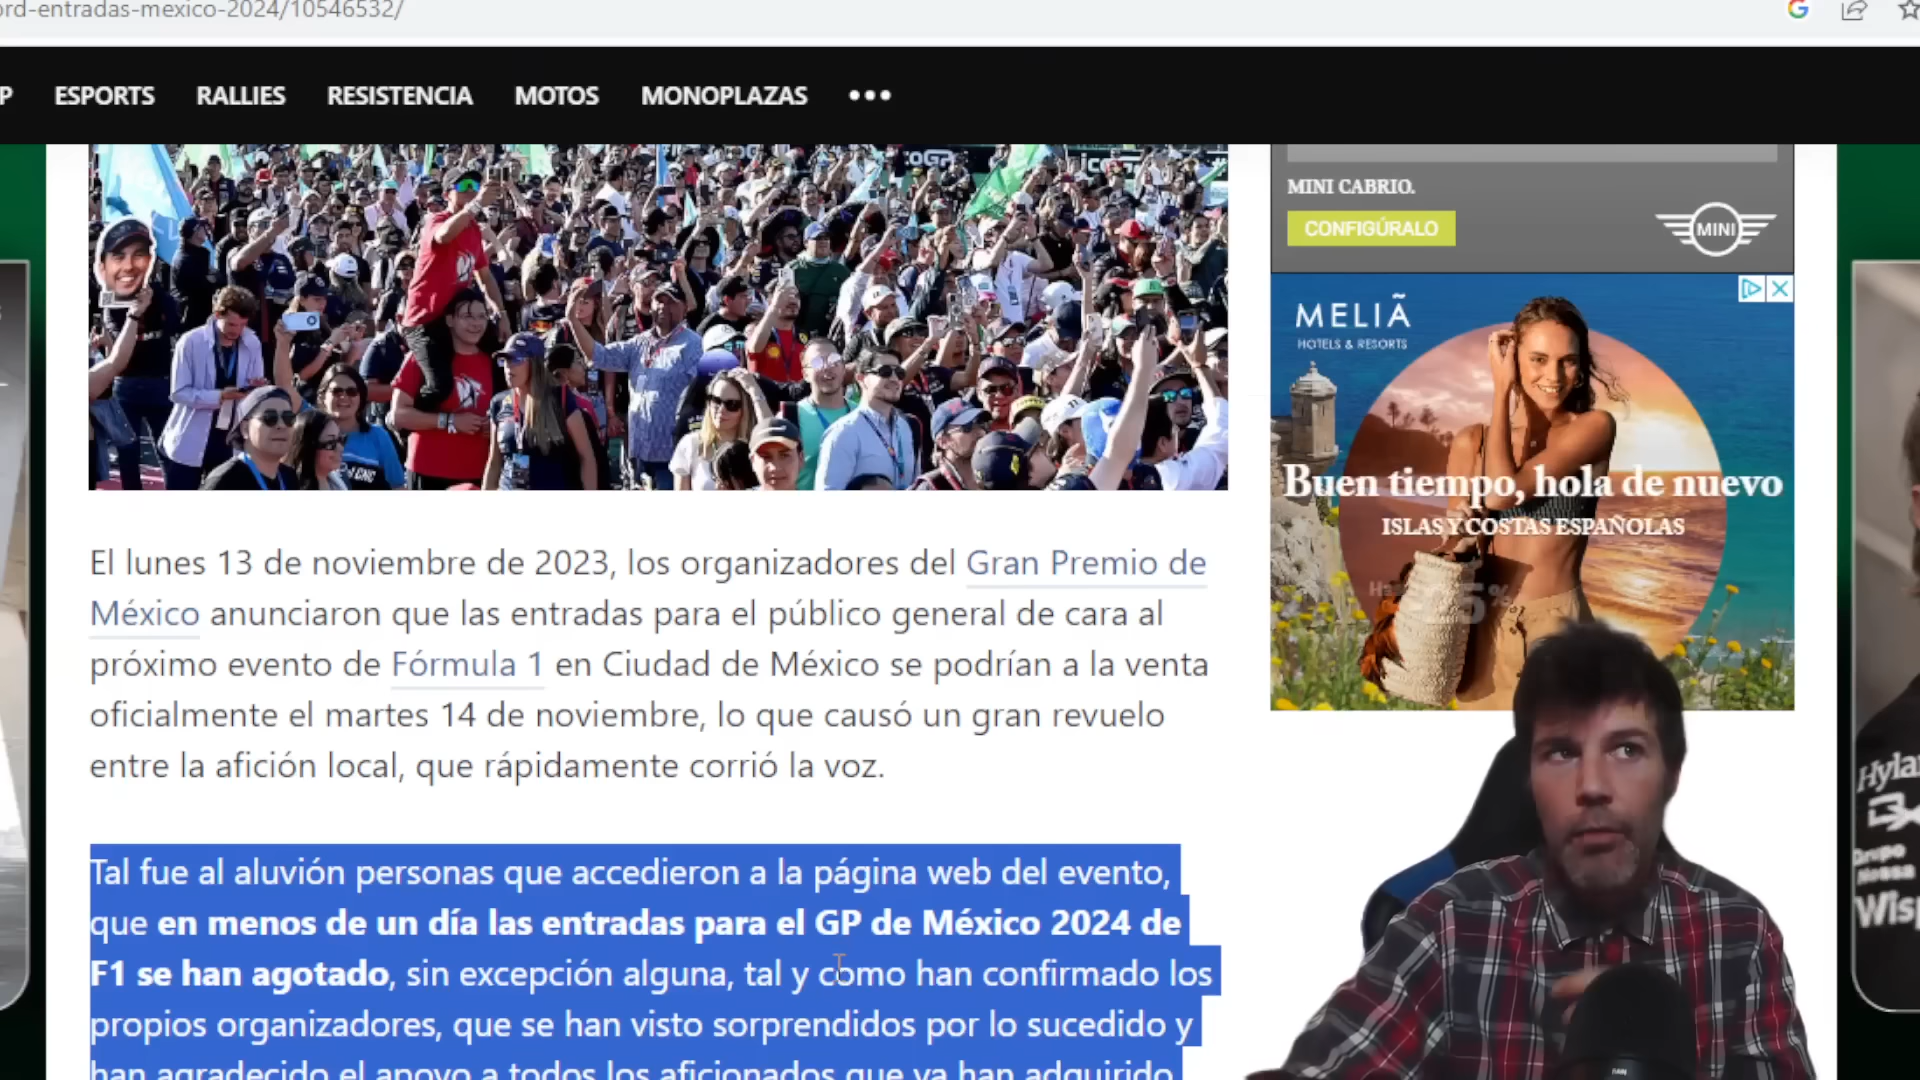 ord-entradas-mexico-2024/10546532/
P ESPORTS RALLIES RESISTENCIA MOTOS MONOPLAZAS •••
MINI CABRIO.
CONFIGÚRALO
MINI
MELIÃ
HOTELS & RESORTS
Buen tiempo, hola de nuevo
ISLAS Y COSTAS ESPAÑOLAS
El lunes 13 de noviembre de 2023, los organizadores del Gran Premio de
México anunciaron que las entradas para el público general de cara al
próximo evento de Fórmula 1 en Ciudad de México se podrían a la venta
oficialmente el martes 14 de noviembre, lo que causó un gran revuelo
entre la afición local, que rápidamente corrió la voz.
Tal fue al aluvión personas que accedieron a la página web del evento,
que en menos de un día las entradas para el GP de México 2024 de
F1 se han agotado, sin excepción alguna, tal y como han confirmado los
propios organizadores, que se han visto sorprendidos por lo sucedido y
han agradecido el apoyo a todos los aficionados que ya han adquirido
Hyla
Grupo
Nessa
Wisp